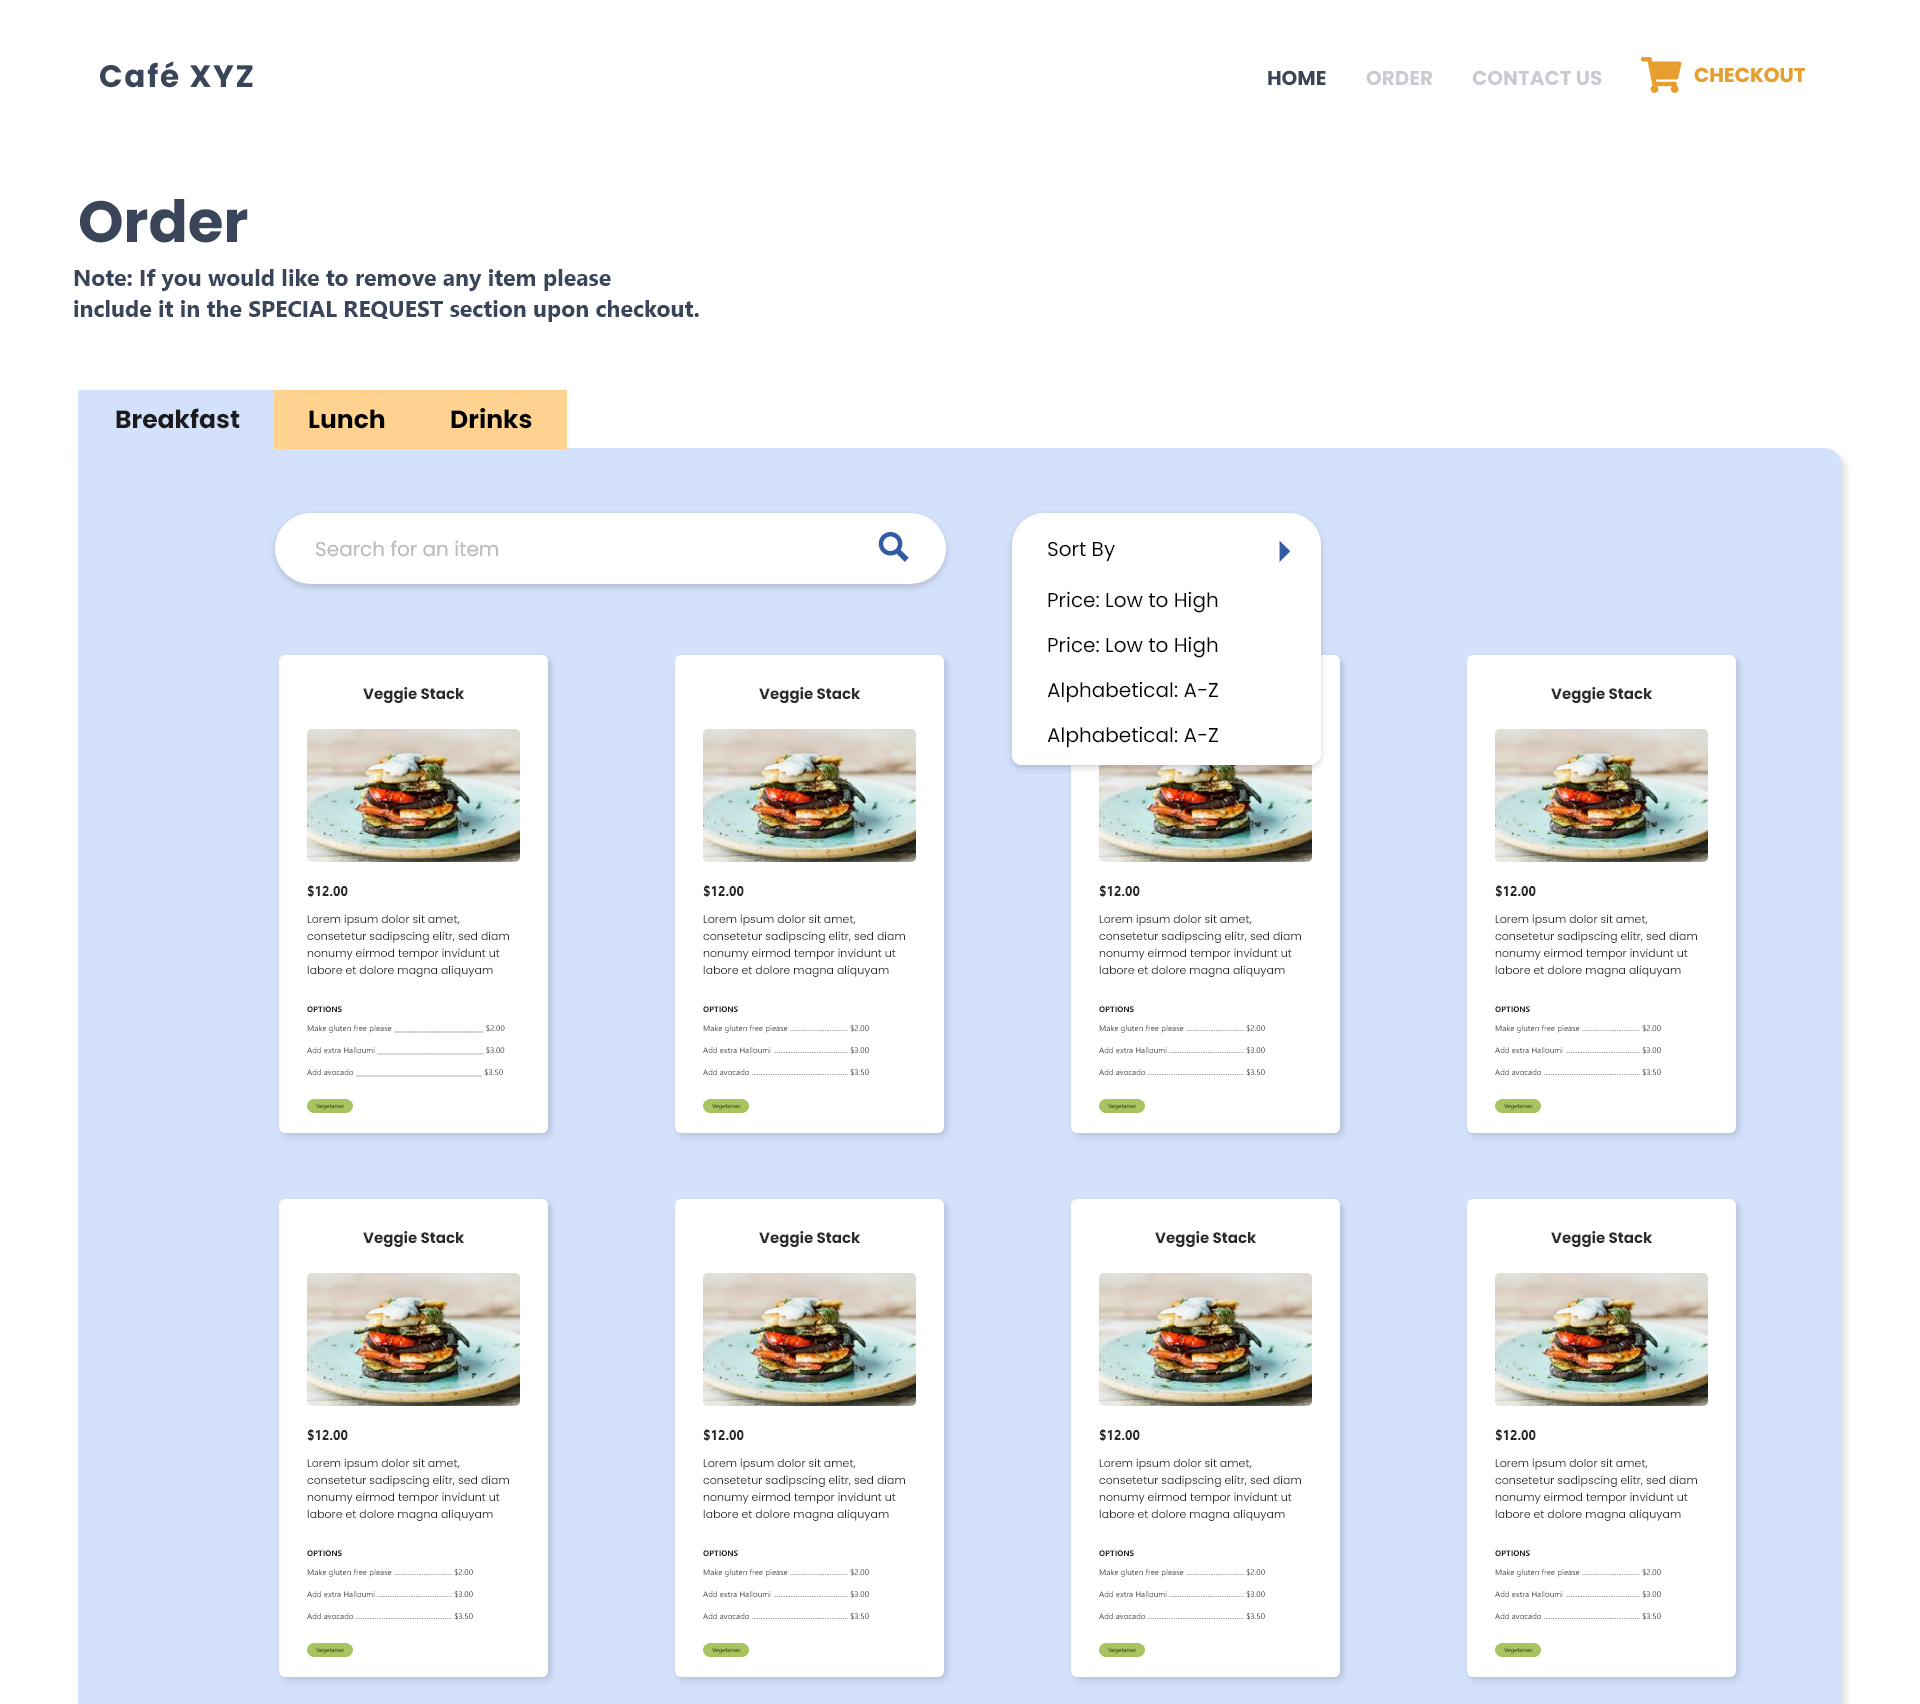 Café XYZ
HOME ORDER CONTACT US CHECKOUT
Order
Note: If you would like to remove any item please
include it in the SPECIAL REQUEST section upon checkout.
Breakfast Lunch Drinks
Search for an item
Sort By
Price: Low to High
Price: Low to High
Alphabetical: A-Z
Alphabetical: A-Z
Veggie Stack
$12.00
Lorem ipsum dolor sit amet,
consetetur sadipscing elitr, sed diam
nonumy eirmod tempor invidunt ut
labore et dolore magna aliquyam
OPTIONS
Make gluten free please ______________________ $2.00
Add extra Halloumi __________________________ $3.00
Add avocado _______________________________ $3.50
Vegetarian
Veggie Stack
$12.00
Lorem ipsum dolor sit amet,
consetetur sadipscing elitr, sed diam
nonumy eirmod tempor invidunt ut
labore et dolore magna aliquyam
OPTIONS
Make gluten free please ............................ $2.00
Add extra Halloumi .................................... $3.00
Add avocado ............................................... $3.50
Vegetarian
$12.00
Lorem ipsum dolor sit amet,
consetetur sadipscing elitr, sed diam
nonumy eirmod tempor invidunt ut
labore et dolore magna aliquyam
OPTIONS
Make gluten free please ............................ $2.00
Add extra Halloumi .................................... $3.00
Add avocado ............................................... $3.50
Vegetarian
Veggie Stack
$12.00
Lorem ipsum dolor sit amet,
consetetur sadipscing elitr, sed diam
nonumy eirmod tempor invidunt ut
labore et dolore magna aliquyam
OPTIONS
Make gluten free please ............................ $2.00
Add extra Halloumi .................................... $3.00
Add avocado ............................................... $3.50
Vegetarian
Veggie Stack
$12.00
Lorem ipsum dolor sit amet,
consetetur sadipscing elitr, sed diam
nonumy eirmod tempor invidunt ut
labore et dolore magna aliquyam
OPTIONS
Make gluten free please ............................ $2.00
Add extra Halloumi .................................... $3.00
Add avocado ............................................... $3.50
Vegetarian
Veggie Stack
$12.00
Lorem ipsum dolor sit amet,
consetetur sadipscing elitr, sed diam
nonumy eirmod tempor invidunt ut
labore et dolore magna aliquyam
OPTIONS
Make gluten free please ............................ $2.00
Add extra Halloumi .................................... $3.00
Add avocado ............................................... $3.50
Vegetarian
Veggie Stack
$12.00
Lorem ipsum dolor sit amet,
consetetur sadipscing elitr, sed diam
nonumy eirmod tempor invidunt ut
labore et dolore magna aliquyam
OPTIONS
Make gluten free please ............................ $2.00
Add extra Halloumi .................................... $3.00
Add avocado ............................................... $3.50
Vegetarian
Veggie Stack
$12.00
Lorem ipsum dolor sit amet,
consetetur sadipscing elitr, sed diam
nonumy eirmod tempor invidunt ut
labore et dolore magna aliquyam
OPTIONS
Make gluten free please ............................ $2.00
Add extra Halloumi .................................... $3.00
Add avocado ............................................... $3.50
Vegetarian